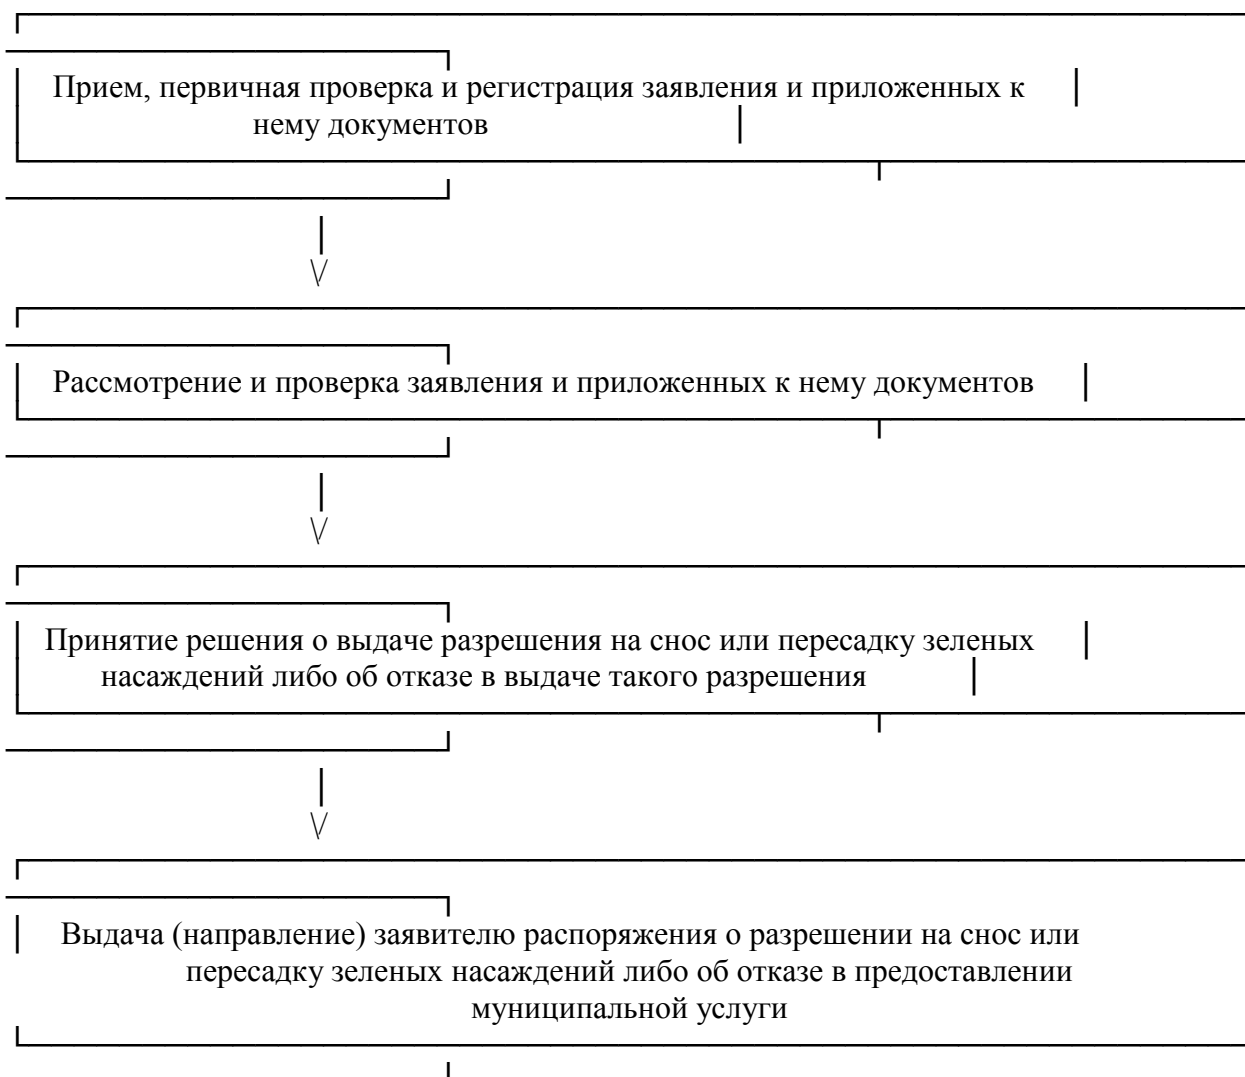 Прием, первичная проверка и регистрация заявления и приложенных к
нему документов
Рассмотрение и проверка заявления и приложенных к нему документов
Принятие решения о выдаче разрешения на снос или пересадку зеленых
насаждений либо об отказе в выдаче такого разрешения
Выдача (направление) заявителю распоряжения о разрешении на снос или
пересадку зеленых насаждений либо об отказе в предоставлении
муниципальной услуги